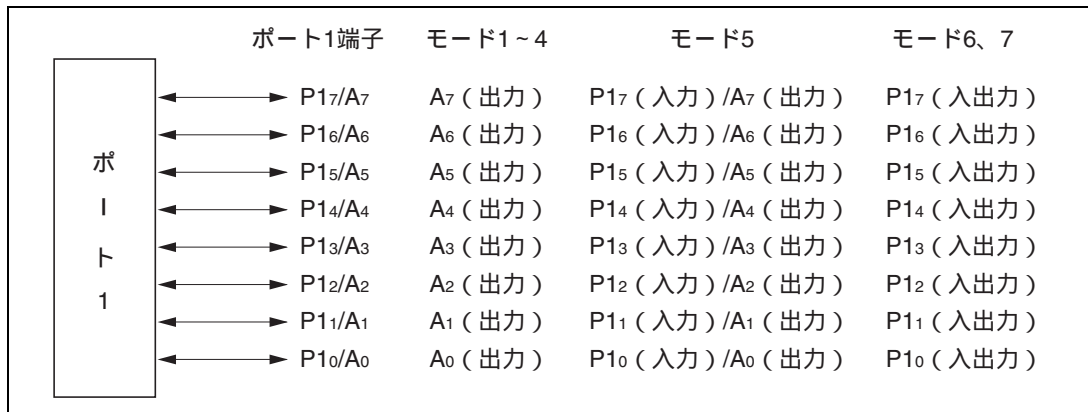 ポート1端子 モード1~4 モード5 モード6、7
P17/A7 A7(出力) P17(入力)/A7(出力) P17(入出力)
P16/A6 A6(出力) P16(入力)/A6(出力) P16(入出力)
P15/A5 A5(出力) P15(入力)/A5(出力) P15(入出力)
P14/A4 A4(出力) P14(入力)/A4(出力) P14(入出力)
P13/A3 A3(出力) P13(入力)/A3(出力) P13(入出力)
P12/A2 A2(出力) P12(入力)/A2(出力) P12(入出力)
P11/A1 A1(出力) P11(入力)/A1(出力) P11(入出力)
P10/A0 A0(出力) P10(入力)/A0(出力) P10(入出力)
ポート1